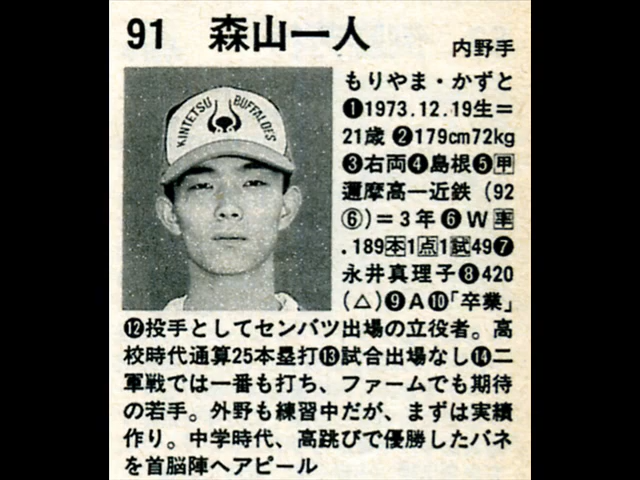 91 森山一人 内野手
KINTETSU BUFFALOES
もりやま・かずと
❶1973.12.19生=
21歳❷179cm72kg
❸右両❹島根❺甲
邇摩高―近鉄(92
⑥)=3年❻W率
.189本1点1試49❼
永井真理子❽420
(△)❾A❿「卒業」
⓬投手としてセンバツ出場の立役者。高
校時代通算25本塁打⓭試合出場なし⓮二
軍戦では一番も打ち、ファームでも期待
の若手。外野も練習中だが、まずは実績
作り。中学時代、高跳びで優勝したバネ
を首脳陣へアピール